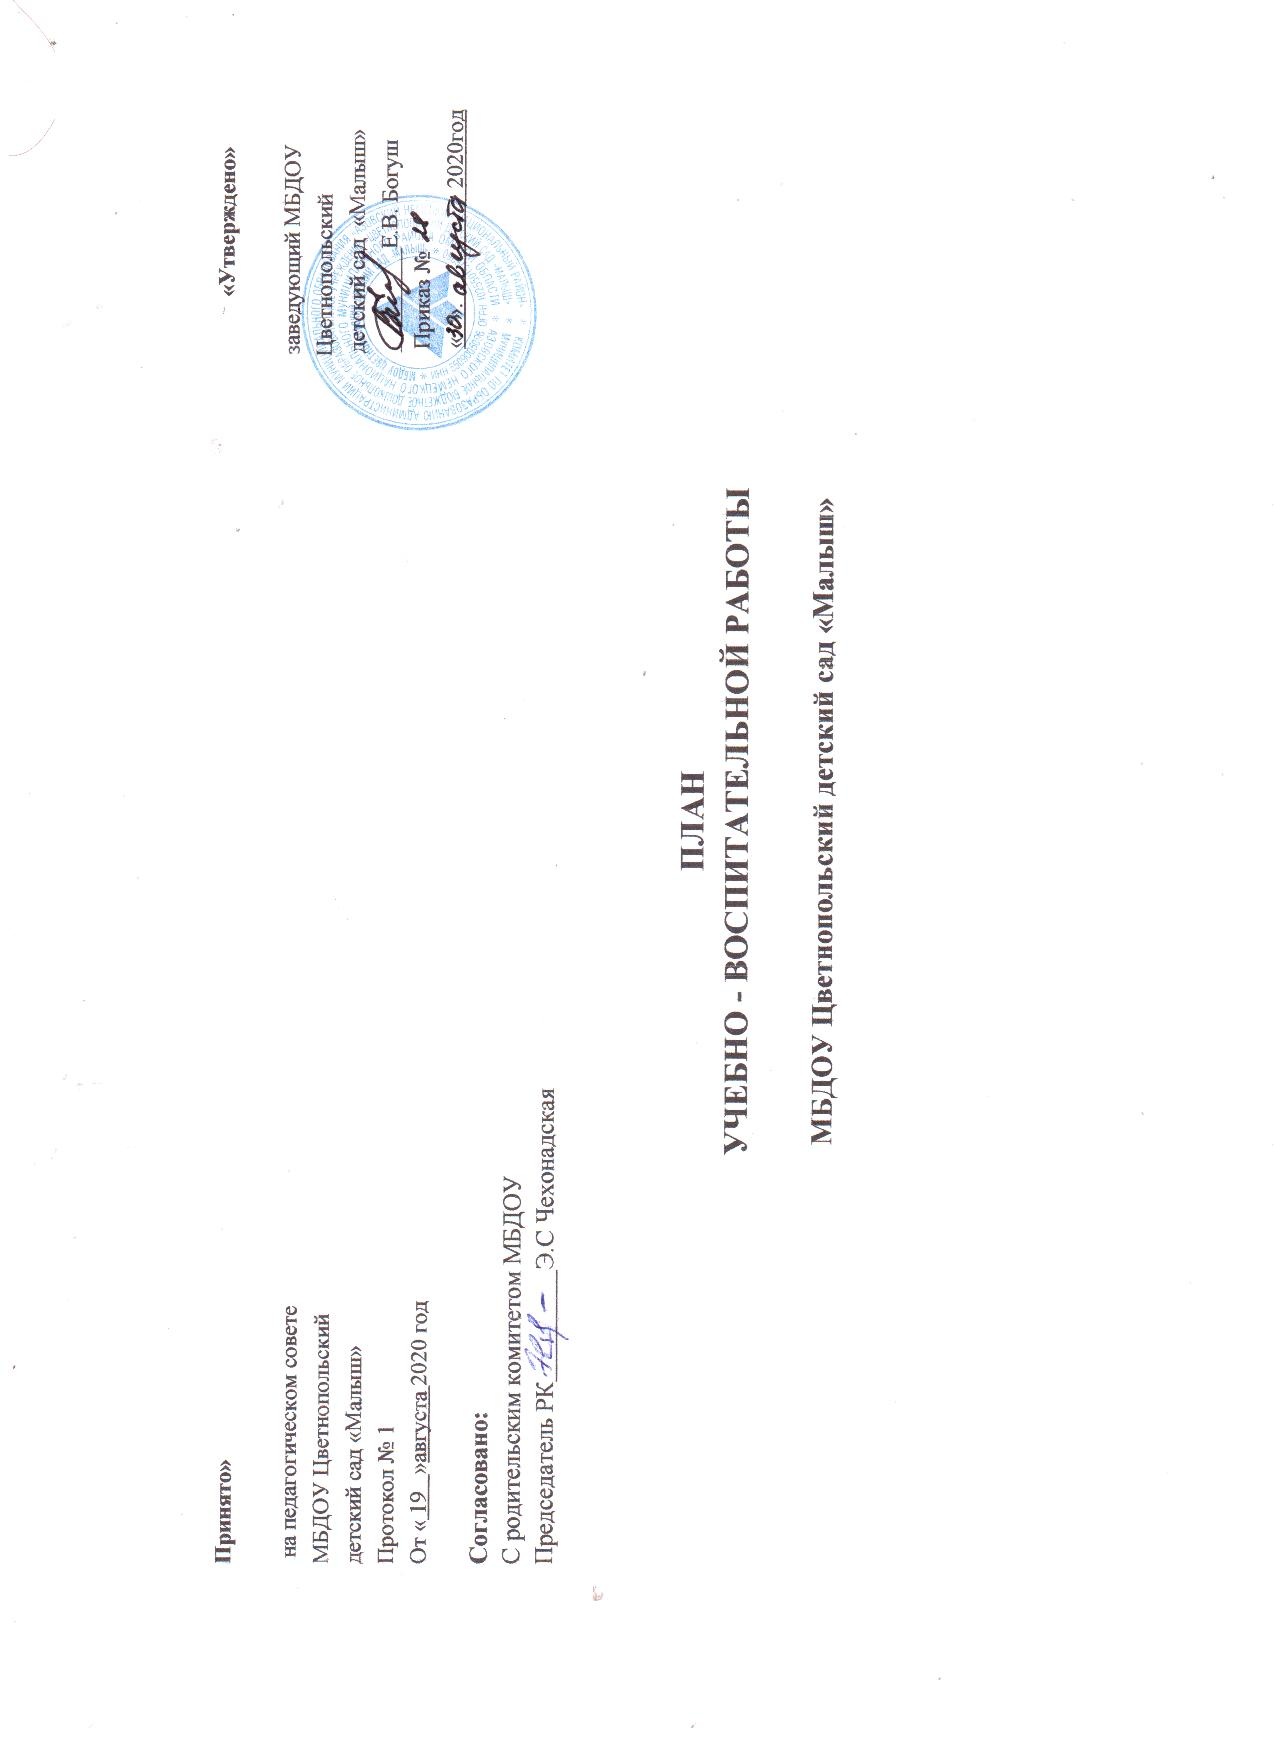 Принято»
на педагогическом совете
МБДОУ Цветнопольский
детский сад «Малыш»
Протокол № 1
От « 19 »августа 2020 год
Согласовано:
С родительским комитетом МБДОУ
Председатель РК Э.С Чехонадская
«Утверждено»
заведующий МБДОУ
Цветнопольский
детский сад «Малыш»
Е.В. Богуш
Приказ №
августа 2020год
ПЛАН
УЧЕБНО - ВОСПИТАТЕЛЬНОЙ РАБОТЫ
МБДОУ Цветнопольский детский сад «Малыш»